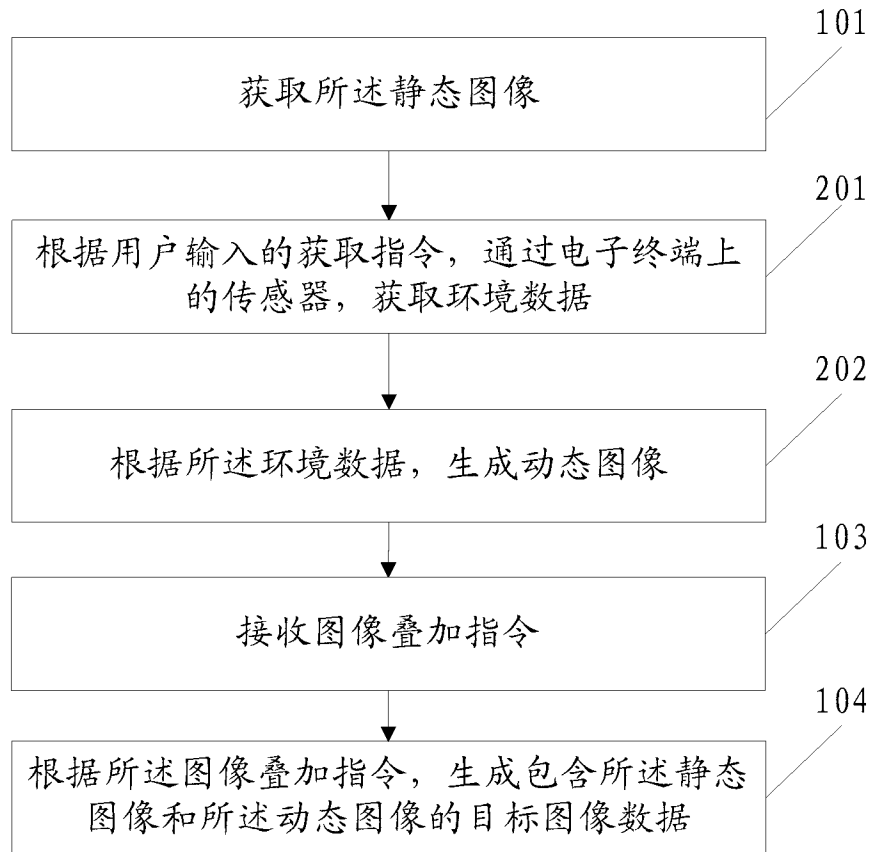 101
获取所述静态图像
201
根据用户输入的获取指令，通过电子终端上
的传感器，获取环境数据
202
根据所述环境数据，生成动态图像
103
接收图像叠加指令
104
根据所述图像叠加指令，生成包含所述静态
图像和所述动态图像的目标图像数据